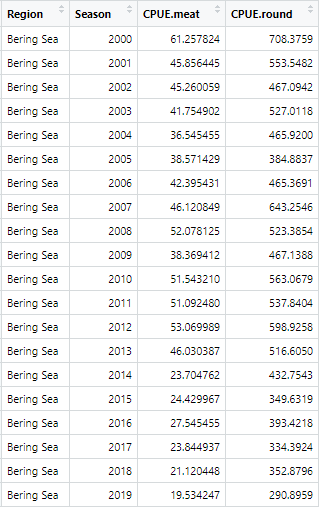 Region Season CPUE.meat CPUE.round
Bering Sea 2000 61.257824 708.3759
Bering Sea 2001 45.856445 553.5482
Bering Sea 2002 45.260059 467.0942
Bering Sea 2003 41.754902 527.0118
Bering Sea 2004 36.545455 465.9200
Bering Sea 2005 38.571429 384.8837
Bering Sea 2006 42.395431 465.3691
Bering Sea 2007 46.120849 643.2546
Bering Sea 2008 52.078125 523.3854
Bering Sea 2009 38.369412 467.1388
Bering Sea 2010 51.543210 563.0679
Bering Sea 2011 51.092480 537.8404
Bering Sea 2012 53.069989 598.9258
Bering Sea 2013 46.030387 516.6050
Bering Sea 2014 23.704762 432.7543
Bering Sea 2015 24.429967 349.6319
Bering Sea 2016 27.545455 393.4218
Bering Sea 2017 23.844937 334.3924
Bering Sea 2018 21.120448 352.8796
Bering Sea 2019 19.534247 290.8959